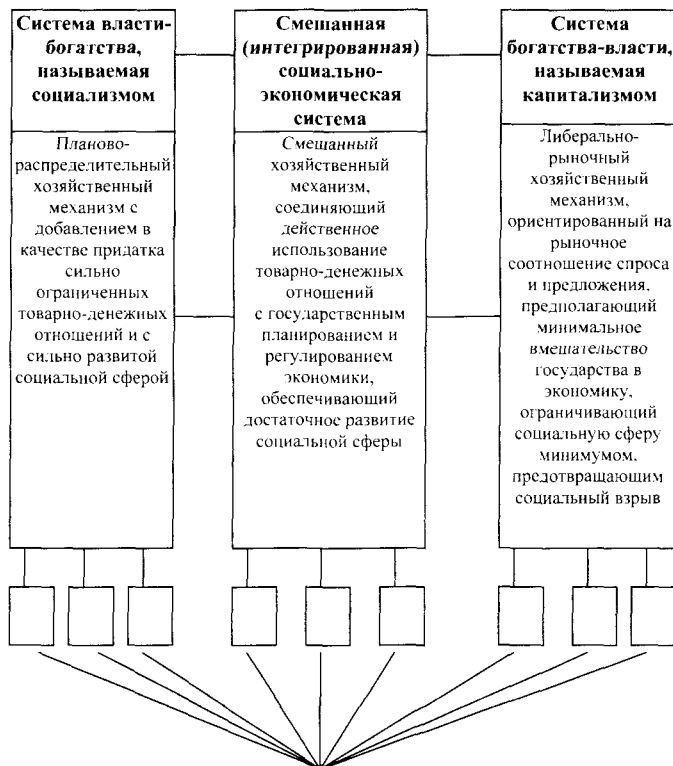 Система власти-
богатства,
называемая
социализмом
Планово-
распределительный
хозяйственный
механизм с
добавлением в
качестве придатка
сильно
ограниченных
товарно-денежных
отношений и с
сильно развитой
социальной сферой
Смешанная
(интегрированная)
социально-
экономическая
система
Смешанный
хозяйственный
механизм,
соединяющий
действенное
использование
товарно-денежных
отношений
с государственным
планированием и
регулированием
экономики,
обеспечивающий
достаточное развитие
социальной сферы
Система
богатства-власти,
называемая
капитализмом
Либерально-
рыночный
хозяйственный
механизм,
ориентированный на
рыночное
соотношение спроса
и предложения,
предполагающий
минимальное
вмешательство
государства в
экономику,
ограничивающий
социальную сферу
минимумом,
предотвращающим
социальный взрыв